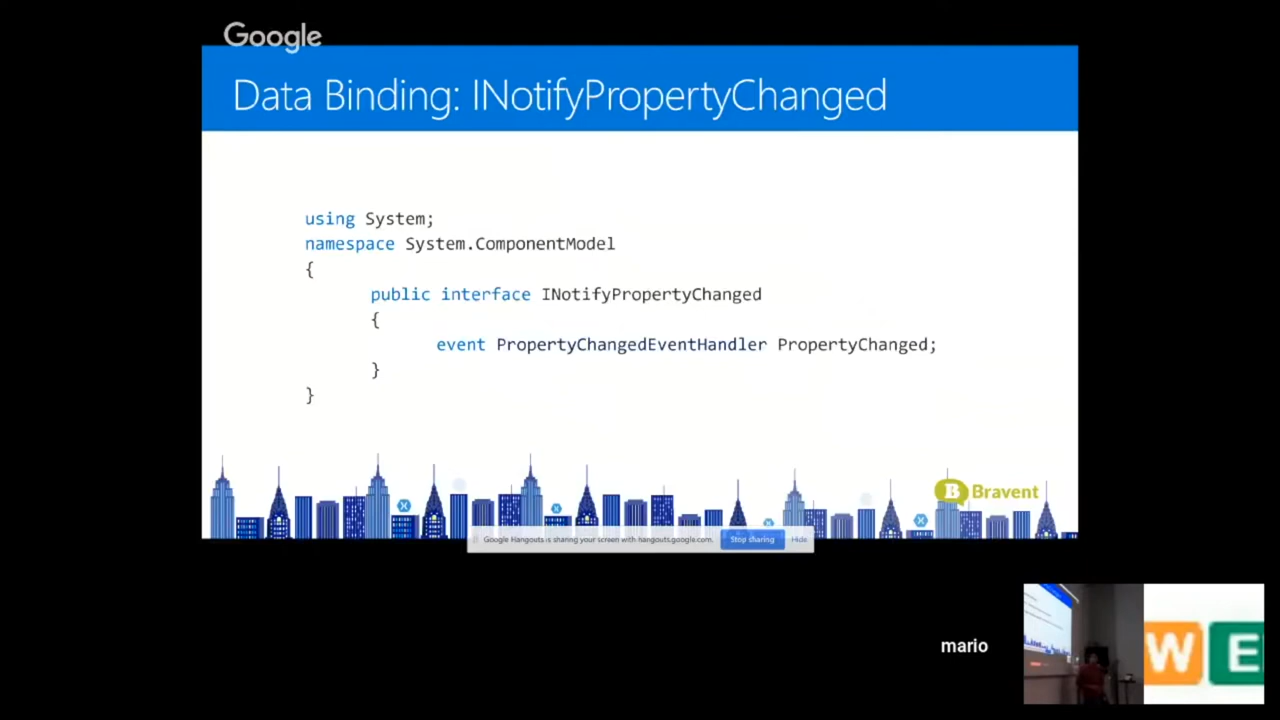 Google
Data Binding: INotifyPropertyChanged
using System;
namespace System.ComponentModel
{
public interface INotifyPropertyChanged
{
event PropertyChangedEventHandler PropertyChanged;
}
}
B Bravent
Google Hangouts is sharing your screen with hangouts.google.com.
Stop sharing
Hide
mario
W E